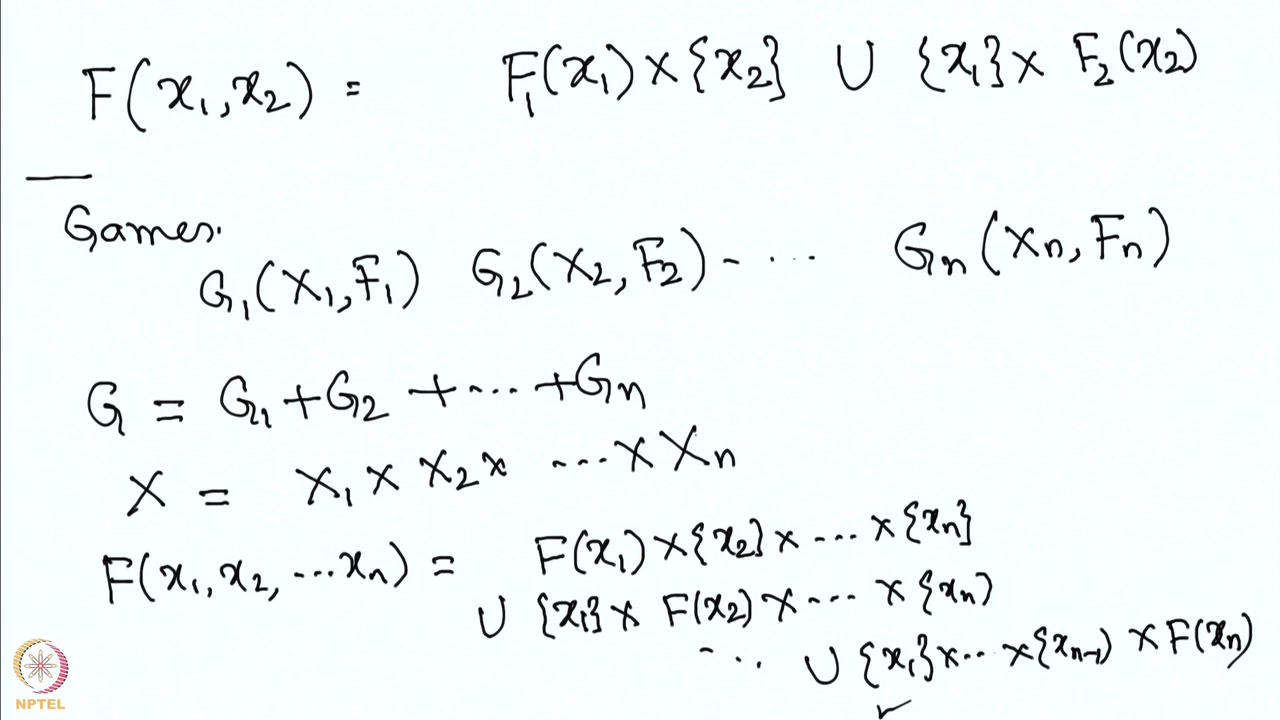 F(x₁,x₂) = F₁(x₁) × {x₂} ∪ {x₁} × F₂(x₂)
Games.
G₁(X₁,F₁) G₂(X₂,F₂) - ... Gₙ(Xₙ,Fₙ)
G = G₁ + G₂ + ... + Gₙ
X = X₁ × X₂ × ... × Xₙ
F(x₁,x₂,...xₙ) = F(x₁) × {x₂} × ... × {xₙ}
∪ {x₁} × F(x₂) × ... × {xₙ)
... ∪ {x₁} × ... × {xₙ₋₁) × F(xₙ)
NPTEL